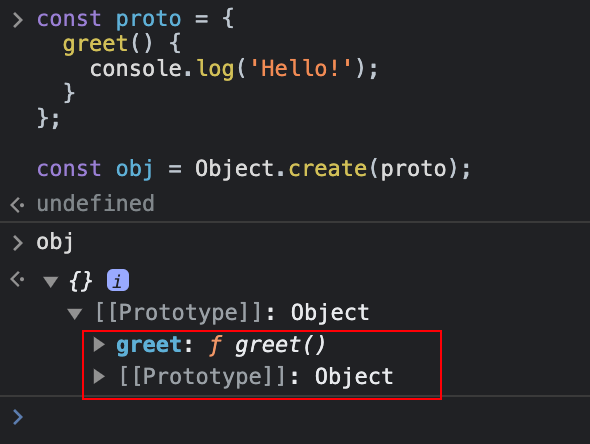 const proto = {
greet() {
console.log('Hello!');
}
};
const obj = Object.create(proto);
undefined
obj
{} i
[[Prototype]]: Object
greet: ƒ greet()
[[Prototype]]: Object